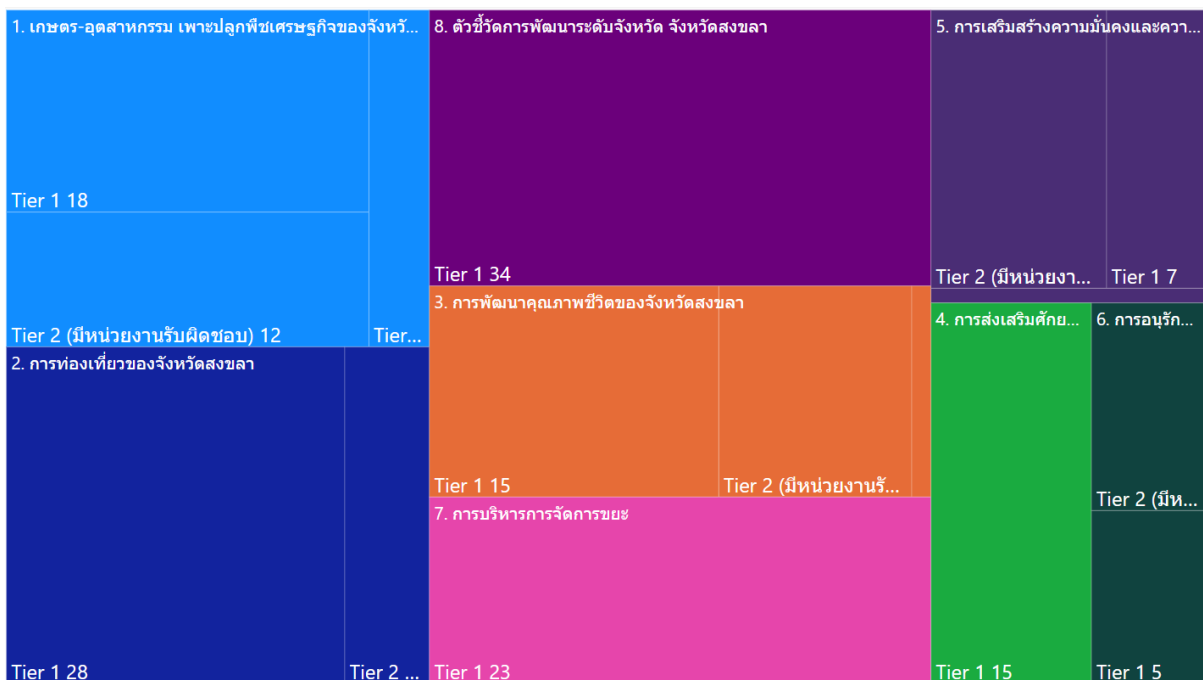 1. เกษตร-อุตสาหกรรม เพาะปลูกพืชเศรษฐกิจของจังหวั...
Tier 1 18
Tier 2 (มีหน่วยงานรับผิดชอบ) 12
Tier...
2. การท่องเที่ยวของจังหวัดสงขลา
Tier 1 28
Tier 2 ...
8. ตัวชี้วัดการพัฒนาระดับจังหวัด จังหวัดสงขลา
Tier 1 34
3. การพัฒนาคุณภาพชีวิตของจังหวัดสงขลา
Tier 1 15
Tier 2 (มีหน่วยงานรั...
7. การบริหารการจัดการขยะ
Tier 1 23
5. การเสริมสร้างความมั่นคงและควา...
Tier 2 (มีหน่วยงา...
Tier 1 7
4. การส่งเสริมศักย...
Tier 1 15
6. การอนุรัก...
Tier 2 (มีห...
Tier 1 5